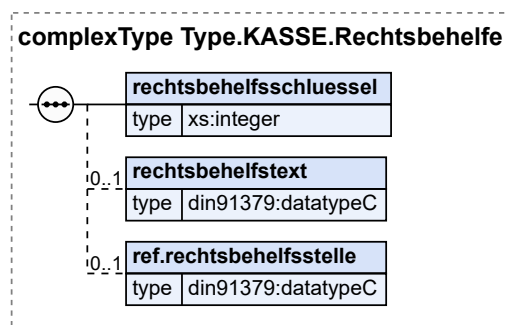 complexType Type.KASSE.Rechtsbehelfe
rechtsbehelfsschluessel
type xs:integer
0..1 rechtsbehelfstext
type din91379:datatypeC
0..1 ref.rechtsbehelfsstelle
type din91379:datatypeC